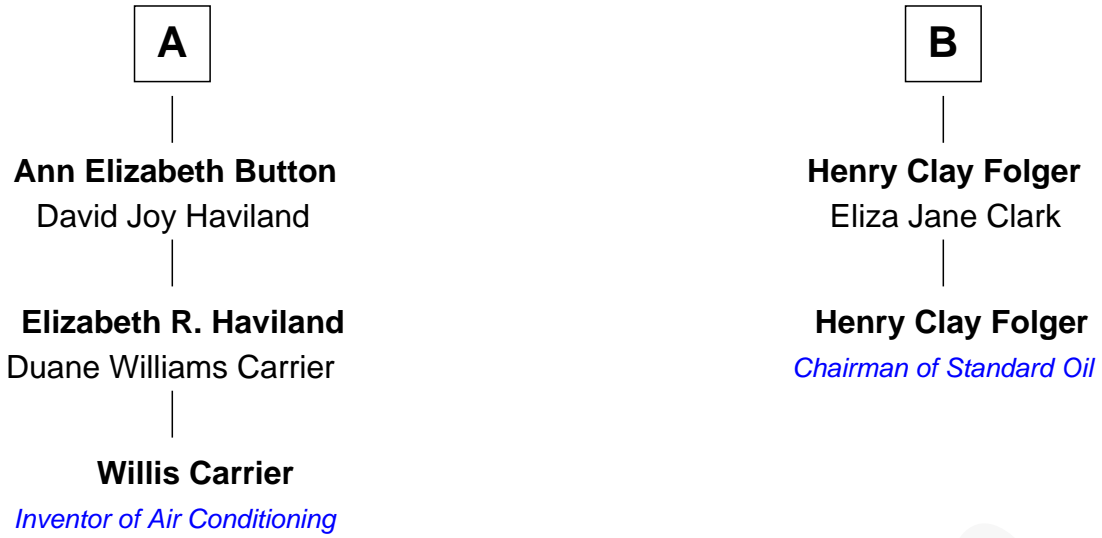 A
B
Ann Elizabeth Button
David Joy Haviland
Henry Clay Folger
Eliza Jane Clark
Elizabeth R. Haviland
Duane Williams Carrier
Henry Clay Folger
Chairman of Standard Oil
Willis Carrier
Inventor of Air Conditioning